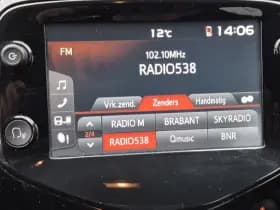 12°C 14:06
FM
102.10MHz
RADIO538
Vrk.zend. Zenders Handmatig
RADIO M BRABANT SKYRADIO
2/4
RADIO538 Qmusic BNR